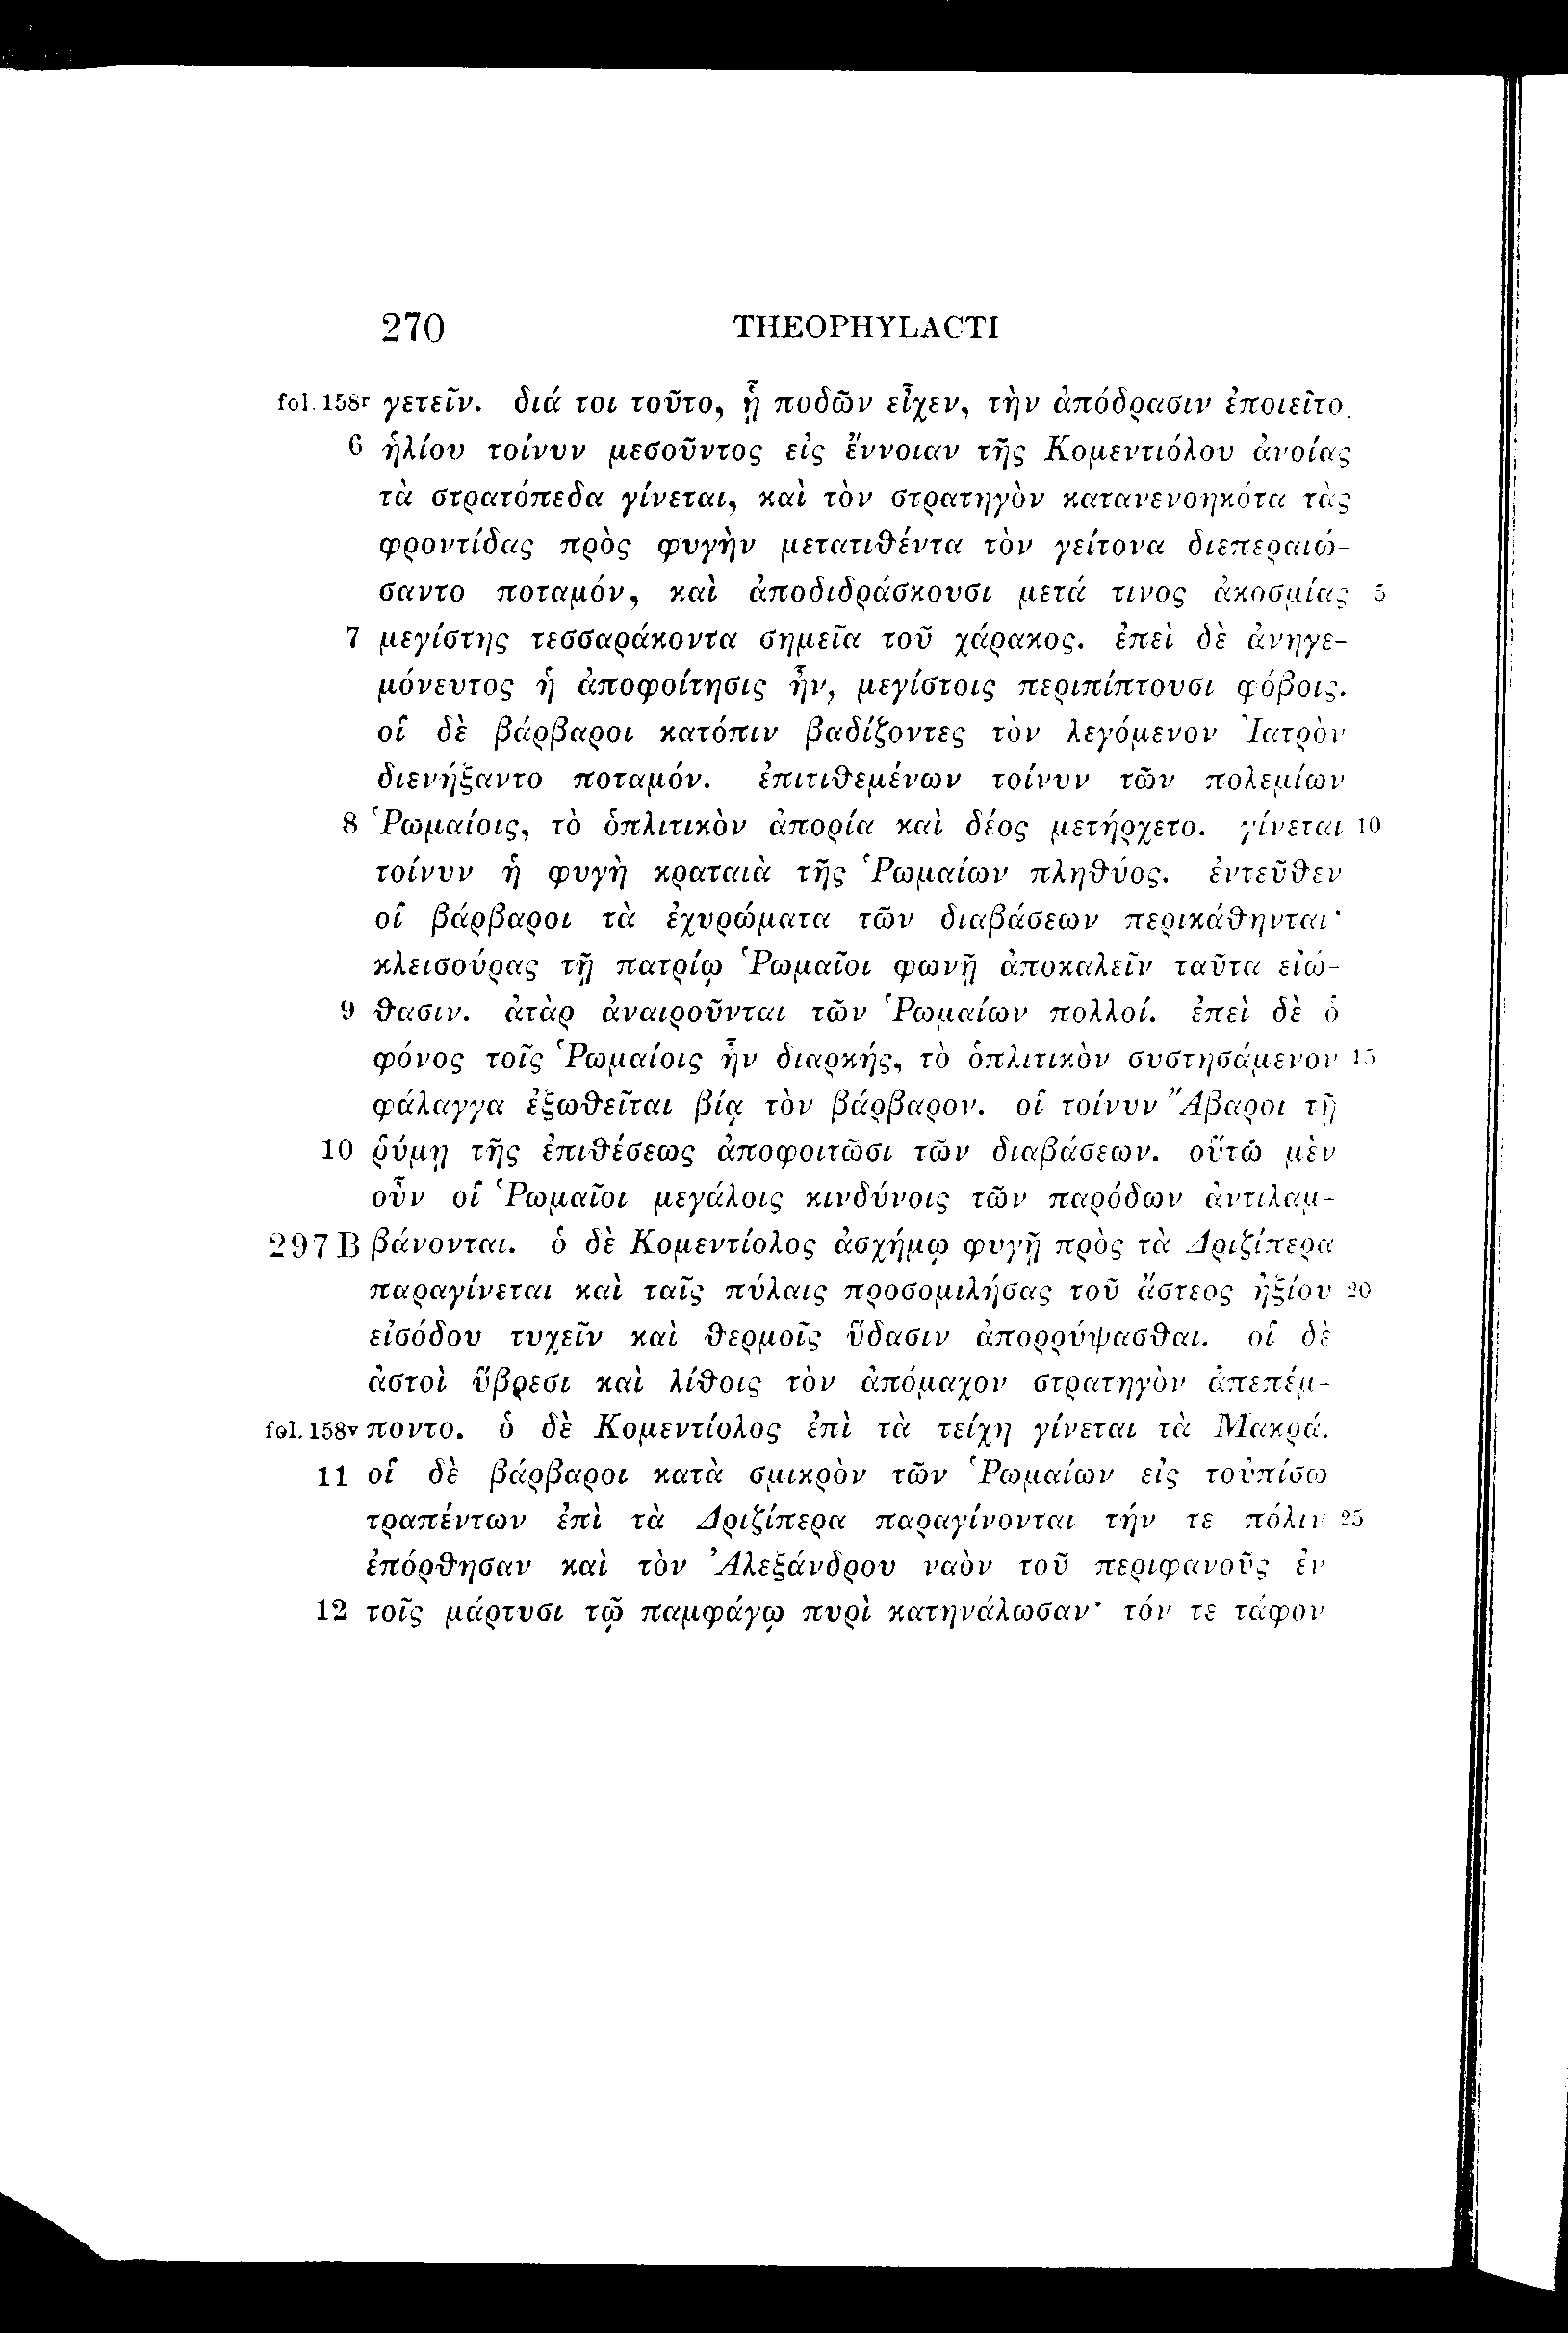 270 THEOPHYLACTI
fol. 158r γετεῖν. διά τοι τοῦτο, ᾗ ποδῶν εἶχεν, τὴν ἀπόδρασιν ἐποιεῖτο.
6 ἡλίου τοίνυν μεσοῦντος εἰς ἔννοιαν τῆς Κομεντιόλου ἀνοίας
τὰ στρατόπεδα γίνεται, καὶ τὸν στρατηγὸν κατανενοηκότα τὰς
φροντίδας πρὸς φυγὴν μετατιθέντα τὸν γείτονα διεπεραιώ-
σαντο ποταμόν, καὶ ἀποδιδράσκουσι μετά τινος ἀκοσμίας 5
7 μεγίστης τεσσαράκοντα σημεῖα τοῦ χάρακος. ἐπεὶ δὲ ἀνηγε-
μόνευτος ἡ ἀποφοίτησις ἦν, μεγίστοις περιπίπτουσι φόβοις.
οἱ δὲ βάρβαροι κατόπιν βαδίζοντες τὸν λεγόμενον Ἰατρὸν
διενήξαντο ποταμόν. ἐπιτιθεμένων τοίνυν τῶν πολεμίων
8 Ῥωμαίοις, τὸ ὁπλιτικὸν ἀπορία καὶ δέος μετήρχετο. γίνεται 10
τοίνυν ἡ φυγὴ κραταιὰ τῆς Ῥωμαίων πληθύος. ἐντεῦθεν
οἱ βάρβαροι τὰ ἐχυρώματα τῶν διαβάσεων περικάθηνται·
κλεισούρας τῇ πατρίῳ Ῥωμαῖοι φωνῇ ἀποκαλεῖν ταῦτα εἰώ-
9 θασιν. ἀτὰρ ἀναιροῦνται τῶν Ῥωμαίων πολλοί. ἐπεὶ δὲ ὁ
φόνος τοῖς Ῥωμαίοις ἦν διαρκής, τὸ ὁπλιτικὸν συστησάμενον 15
φάλαγγα ἐξωθεῖται βίᾳ τὸν βάρβαρον. οἱ τοίνυν Ἄβαροι τῇ
10 ῥύμῃ τῆς ἐπιθέσεως ἀποφοιτῶσι τῶν διαβάσεων. οὕτω μὲν
οὖν οἱ Ῥωμαῖοι μεγάλοις κινδύνοις τῶν παρόδων ἀντιλαμ-
297 B βάνονται. ὁ δὲ Κομεντίολος ἀσχήμῳ φυγῇ πρὸς τὰ Δριζίπερα
παραγίνεται καὶ ταῖς πύλαις προσομιλήσας τοῦ ἄστεος ἠξίου 20
εἰσόδου τυχεῖν καὶ θερμοῖς ὕδασιν ἀπορρύψασθαι. οἱ δὲ
ἀστοὶ ὕβρεσι καὶ λίθοις τὸν ἀπόμαχον στρατηγὸν ἀπεπέμ-
fol. 158v ποντο. ὁ δὲ Κομεντίολος ἐπὶ τὰ τείχη γίνεται τὰ Μακρά.
11 οἱ δὲ βάρβαροι κατὰ σμικρὸν τῶν Ῥωμαίων εἰς τοὐπίσω
τραπέντων ἐπὶ τὰ Δριζίπερα παραγίνονται τήν τε πόλιν 25
ἐπόρθησαν καὶ τὸν Ἀλεξάνδρου ναὸν τοῦ περιφανοῦς ἐν
12 τοῖς μάρτυσι τῷ παμφάγῳ πυρὶ κατηνάλωσαν· τόν τε τάφον